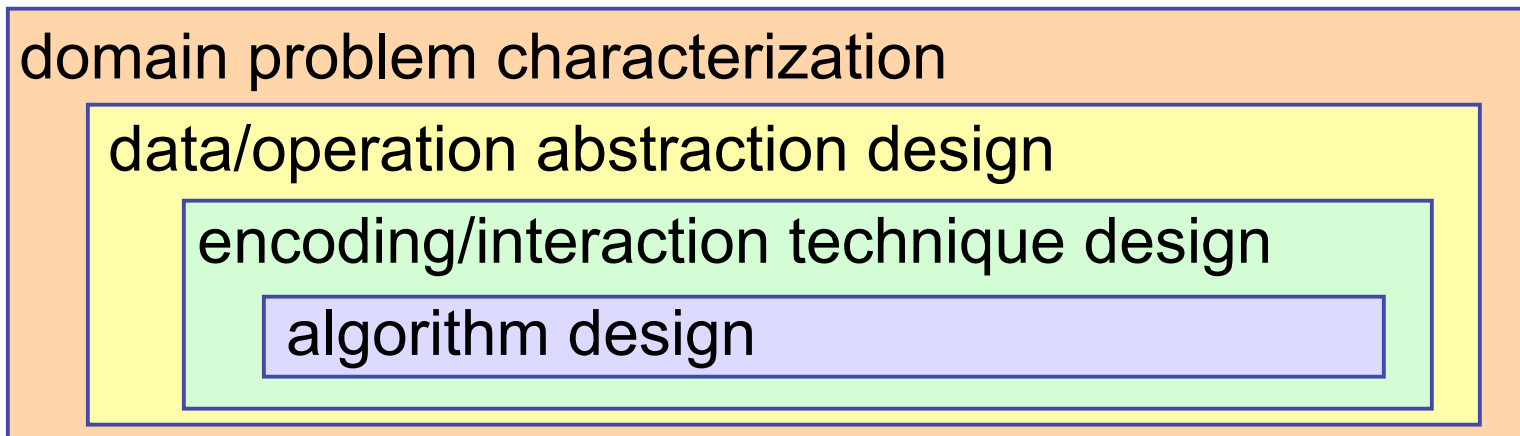 domain problem characterization
data/operation abstraction design
encoding/interaction technique design
algorithm design